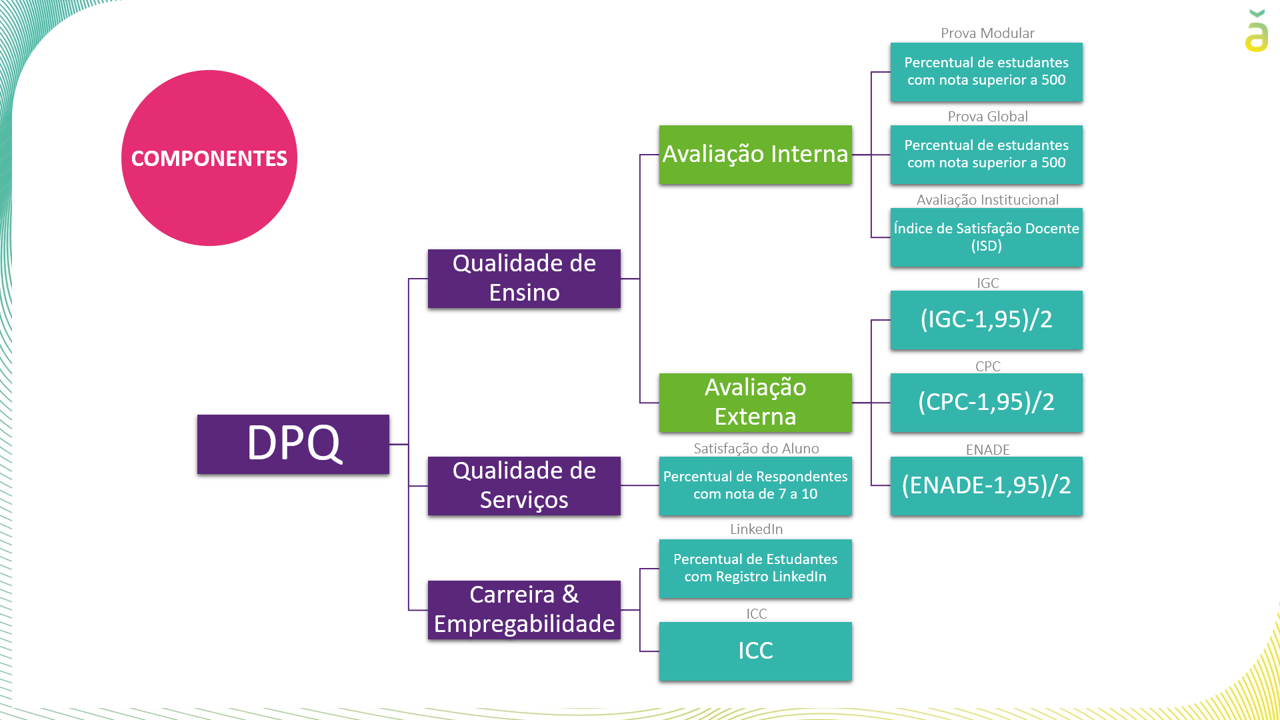 COMPONENTES
DPQ
Qualidade de
Ensino
Avaliação Interna
Prova Modular
Percentual de estudantes
com nota superior a 500
Prova Global
Percentual de estudantes
com nota superior a 500
Avaliação Institucional
Índice de Satisfação Docente
(ISD)
Avaliação
Externa
IGC
(IGC-1,95)/2
CPC
(CPC-1,95)/2
ENADE
(ENADE-1,95)/2
Qualidade de
Serviços
Satisfação do Aluno
Percentual de Respondentes
com nota de 7 a 10
Carreira &
Empregabilidade
LinkedIn
Percentual de Estudantes
com Registro LinkedIn
ICC
ICC
ă